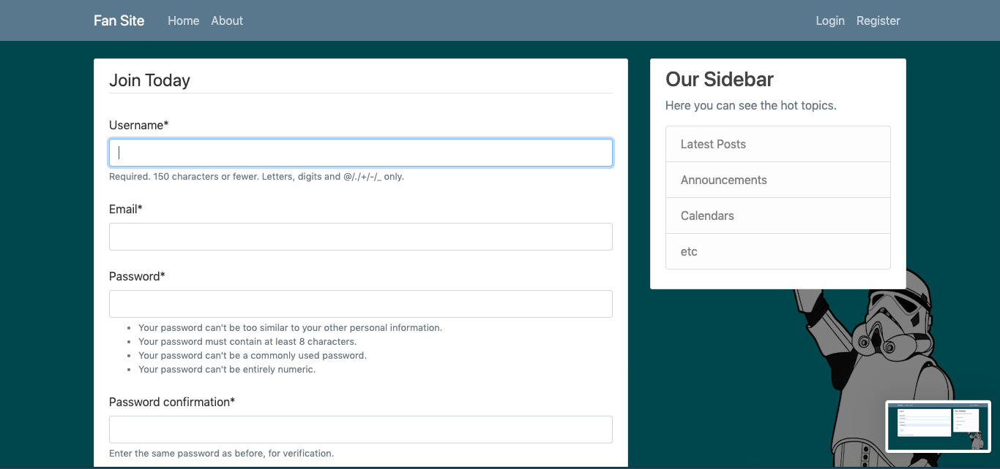 Fan Site Home About Login Register
Join Today
Username*
Required. 150 characters or fewer. Letters, digits and @/./+/-/_ only.
Email*
Password*
Your password can't be too similar to your other personal information.
Your password must contain at least 8 characters.
Your password can't be a commonly used password.
Your password can't be entirely numeric.
Password confirmation*
Enter the same password as before, for verification.
Our Sidebar
Here you can see the hot topics.
Latest Posts
Announcements
Calendars
etc